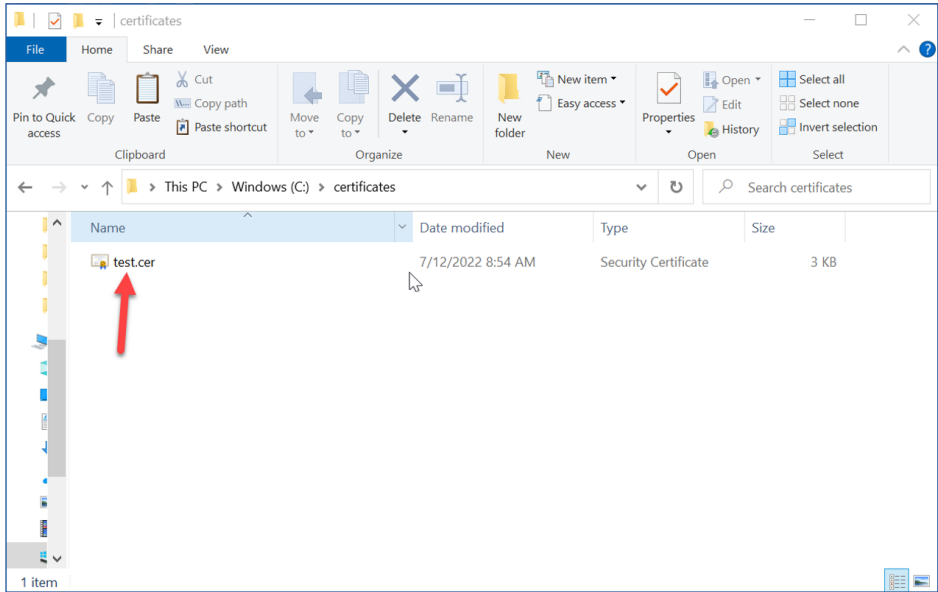 certificates
File Home Share View
Pin to Quick access
Copy
Paste
Cut
Copy path
Paste shortcut
Clipboard
Move to
Copy to
Delete
Rename
Organize
New folder
New item
Easy access
New
Properties
Open
Edit
History
Open
Select all
Select none
Invert selection
Select
This PC > Windows (C:) > certificates
Search certificates
Name Date modified Type Size
test.cer 7/12/2022 8:54 AM Security Certificate 3 KB
1 item